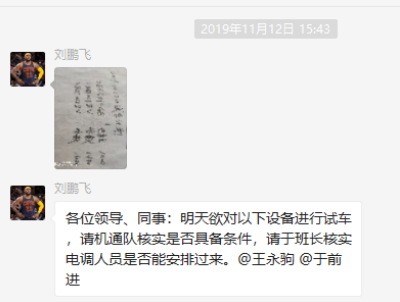 2019年11月12日 15:43
刘鹏飞
刘鹏飞
各位领导、同事：明天欲对以下设备进行试车
，请机通队核实是否具备条件，请于班长核实
电调人员是否能安排过来。@王永驹 @于前
进